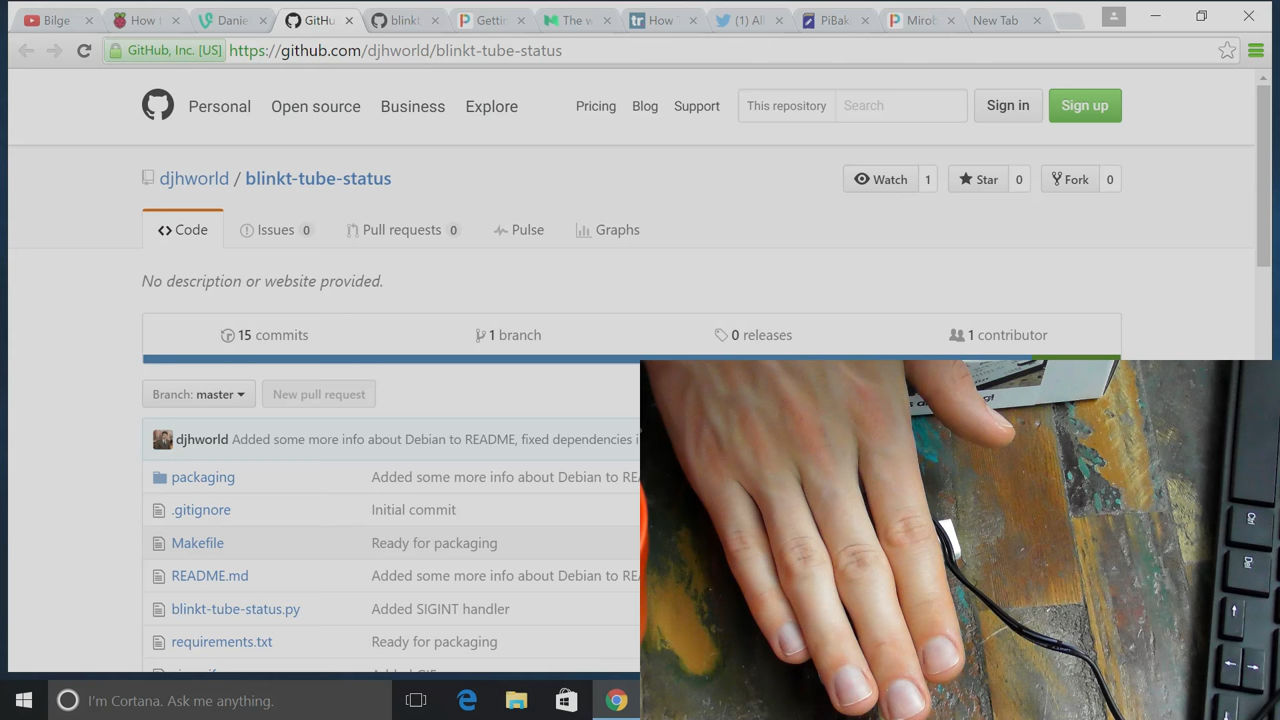 Bilge
How t
Danie
GitHu
blinkt
Gettin
The w
How T
(1) All
PiBak
Mirob
New Tab
GitHub, Inc. [US] https://github.com/djhworld/blinkt-tube-status
Personal Open source Business Explore Pricing Blog Support This repository Search Sign in Sign up
djhworld / blinkt-tube-status Watch 1 Star 0 Fork 0
Code Issues 0 Pull requests 0 Pulse Graphs
No description or website provided.
15 commits 1 branch 0 releases 1 contributor
Branch: master New pull request
djhworld Added some more info about Debian to README, fixed dependencies i
packaging Added some more info about Debian to REA
.gitignore Initial commit
Makefile Ready for packaging
README.md Added some more info about Debian to REA
blinkt-tube-status.py Added SIGINT handler
requirements.txt Ready for packaging
I'm Cortana. Ask me anything.
Ctrl
Del